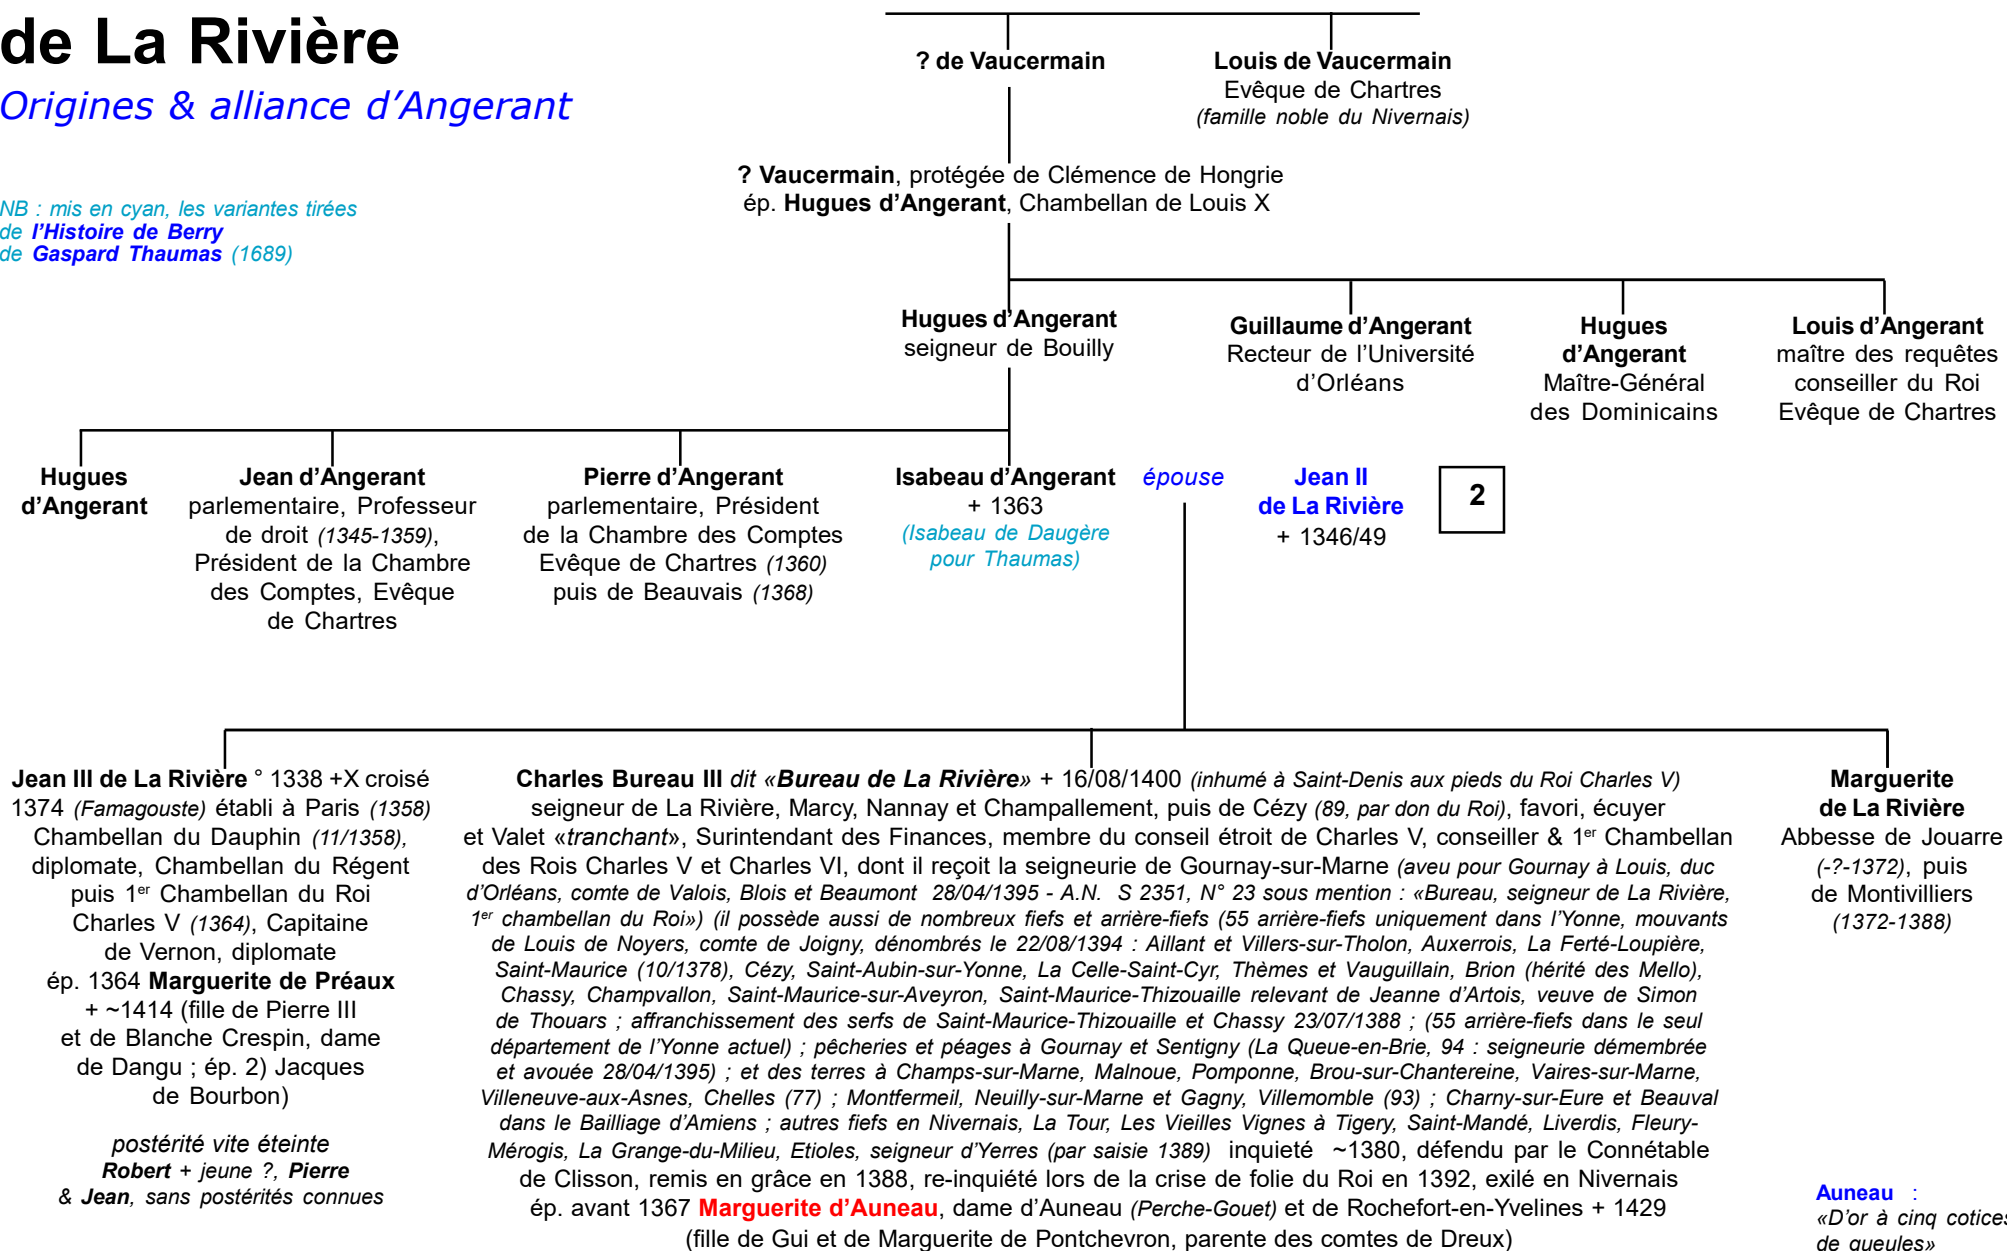 de La Rivière
Origines & alliance d’Angerant
NB : mis en cyan, les variantes tirées
de l’Histoire de Berry
de Gaspard Thaumas (1689)
? de Vaucermain
Louis de Vaucermain
Evêque de Chartres
(famille noble du Nivernais)
? Vaucermain, protégée de Clémence de Hongrie
ép. Hugues d’Angerant, Chambellan de Louis X
Hugues d’Angerant
seigneur de Bouilly
Guillaume d’Angerant
Recteur de l’Université
d’Orléans
Hugues
d’Angerant
Maître-Général
des Dominicains
Louis d’Angerant
maître des requêtes
conseiller du Roi
Evêque de Chartres
Hugues
d’Angerant
Jean d’Angerant
parlementaire, Professeur
de droit (1345-1359),
Président de la Chambre
des Comptes, Evêque
de Chartres
Pierre d’Angerant
parlementaire, Président
de la Chambre des Comptes
Evêque de Chartres (1360)
puis de Beauvais (1368)
Isabeau d’Angerant
+ 1363
(Isabeau de Daugère
pour Thaumas)
épouse
Jean II
de La Rivière
+ 1346/49
2
Jean III de La Rivière ° 1338 +X croisé
1374 (Famagouste) établi à Paris (1358)
Chambellan du Dauphin (11/1358),
diplomate, Chambellan du Régent
puis 1er Chambellan du Roi
Charles V (1364), Capitaine
de Vernon, diplomate
ép. 1364 Marguerite de Préaux
+ ~1414 (fille de Pierre III
et de Blanche Crespin, dame
de Dangu ; ép. 2) Jacques
de Bourbon)
postérité vite éteinte
Robert + jeune ?, Pierre
& Jean, sans postérités connues
Charles Bureau III dit «Bureau de La Rivière» + 16/08/1400 (inhumé à Saint-Denis aux pieds du Roi Charles V)
seigneur de La Rivière, Marcy, Nannay et Champallement, puis de Cézy (89, par don du Roi), favori, écuyer
et Valet «tranchant», Surintendant des Finances, membre du conseil étroit de Charles V, conseiller & 1er Chambellan
des Rois Charles V et Charles VI, dont il reçoit la seigneurie de Gournay-sur-Marne (aveu pour Gournay à Louis, duc
d’Orléans, comte de Valois, Blois et Beaumont 28/04/1395 - A.N. S 2351, N° 23 sous mention : «Bureau, seigneur de La Rivière,
1er chambellan du Roi») (il possède aussi de nombreux fiefs et arrière-fiefs (55 arrière-fiefs uniquement dans l’Yonne, mouvants
de Louis de Noyers, comte de Joigny, dénombrés le 22/08/1394 : Aillant et Villers-sur-Tholon, Auxerrois, La Ferté-Loupière,
Saint-Maurice (10/1378), Cézy, Saint-Aubin-sur-Yonne, La Celle-Saint-Cyr, Thèmes et Vauguillain, Brion (hérité des Mello),
Chassy, Champvallon, Saint-Maurice-sur-Aveyron, Saint-Maurice-Thizouaille relevant de Jeanne d’Artois, veuve de Simon
de Thouars ; affranchissement des serfs de Saint-Maurice-Thizouaille et Chassy 23/07/1388 ; (55 arrière-fiefs dans le seul
département de l’Yonne actuel) ; pêcheries et péages à Gournay et Sentigny (La Queue-en-Brie, 94 : seigneurie démembrée
et avouée 28/04/1395) ; et des terres à Champs-sur-Marne, Malnoue, Pomponne, Brou-sur-Chantereine, Vaires-sur-Marne,
Villeneuve-aux-Asnes, Chelles (77) ; Montfermeil, Neuilly-sur-Marne et Gagny, Villemomble (93) ; Charny-sur-Eure et Beauval
dans le Bailliage d’Amiens ; autres fiefs en Nivernais, La Tour, Les Vieilles Vignes à Tigery, Saint-Mandé, Liverdis, Fleury-
Mérogis, La Grange-du-Milieu, Etioles, seigneur d’Yerres (par saisie 1389) inquieté ~1380, défendu par le Connétable
de Clisson, remis en grâce en 1388, re-inquiété lors de la crise de folie du Roi en 1392, exilé en Nivernais
ép. avant 1367 Marguerite d’Auneau, dame d’Auneau (Perche-Gouet) et de Rochefort-en-Yvelines + 1429
(fille de Gui et de Marguerite de Pontchevron, parente des comtes de Dreux)
Marguerite
de La Rivière
Abbesse de Jouarre
(-?-1372), puis
de Montivilliers
(1372-1388)
Auneau :
«D’or à cinq cotices
de gueules»